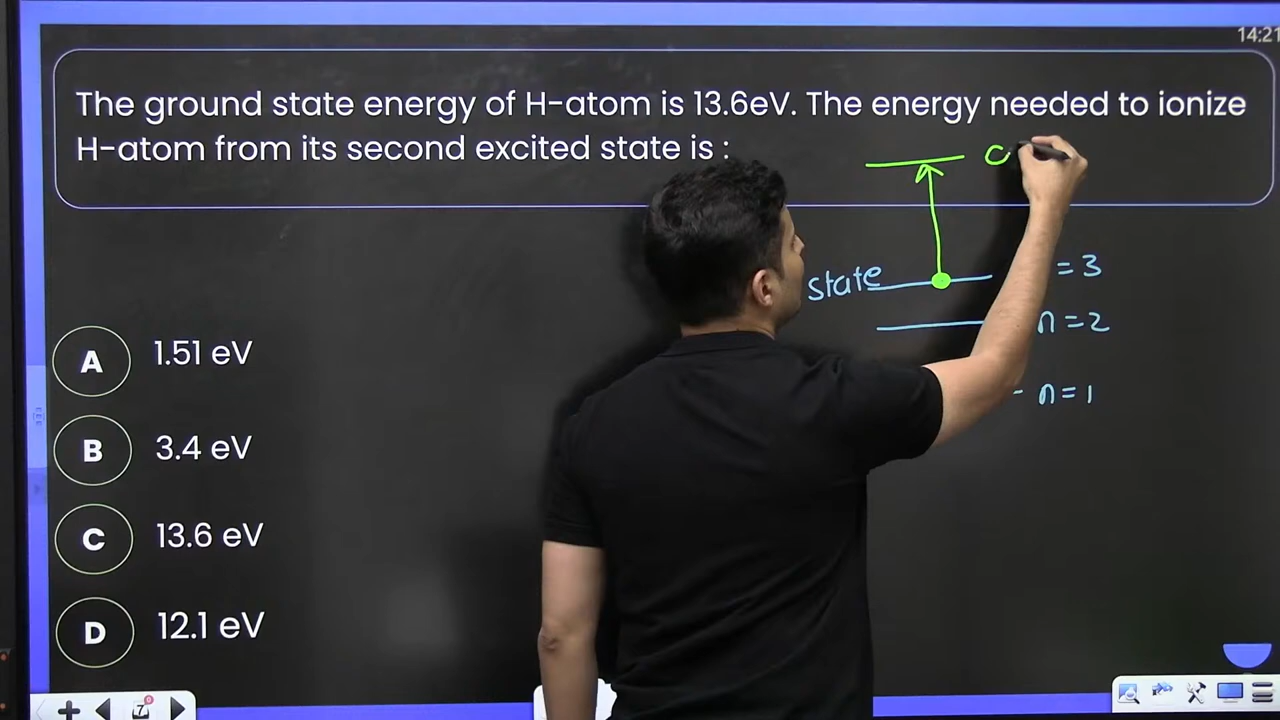 14:21
The ground state energy of H-atom is 13.6eV. The energy needed to ionize
H-atom from its second excited state is :
state = 3
n = 2
n = 1
A 1.51 eV
B 3.4 eV
C 13.6 eV
D 12.1 eV
7